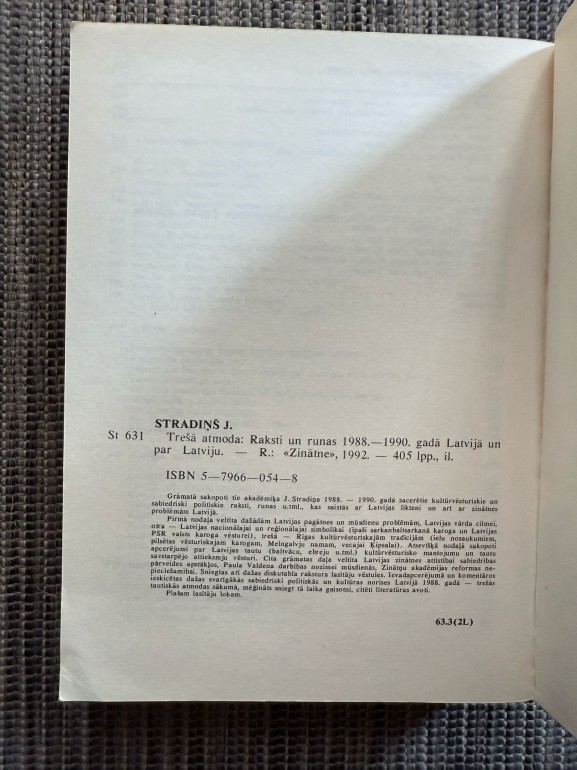 STRADIŅŠ J.
St 631 Trešā atmoda: Raksti un runas 1988.—1990. gadā Latvijā un
par Latviju. — R.: «Zinātne», 1992. — 405 lpp., il.
ISBN 5—7966—054—8
Grāmatā sakopoti tie akadēmiķa J. Stradiņa 1988. — 1990. gadā sacerētie kultūrvēsturiskie un
sabiedriski politiskie raksti, runas u.tml., kas saistās ar Latvijas likteni un arī ar zinātnes
problēmām Latvijā.
Pirmā nodaļa veltīta dažādām Latvijas pagātnes un mūsdienu problēmām, Latvijas vārda cilmei,
otra — Latvijas nacionālajai un reģionālajai simbolikai (īpaši sarkanbaltsarkanā karoga un Latvijas
PSR valsts karoga vēsturei), trešā — Rīgas kultūrvēsturiskajām tradīcijām (ielu nosaukumiem,
pilsētas vēsturiskajam karogam, Melngalvju namam, vecajai Ķīpsalai). Atsevišķā nodaļā sakopoti
apcerējumi par Latvijas tautu (baltvācu, ebreju u.tml.) kultūrvēsturisko mantojumu un tautu
savstarpējo attieksmju vēsturi. Cita grāmatas daļa veltīta Latvijas zinātnes attīstībai sabiedrības
pārveides apstākļos, Paula Valdena darbības nozīmei mūsdienās, Zinātņu akadēmijas reformas ne-
pieciešamībai. Sniegtas arī dažas diskutabla rakstura lasītāju vēstules. Ievadapcerējumā un komentāros
ieskicētas dažas svarīgākās sabiedriski politiskās un kultūras norises Latvijā 1988. gadā — trešās
tautiskās atmodas sākumā, mēģināts sniegt tā laika gaisotni, citēti literatūras avoti.
Plašam lasītāju lokam.
63.3(2L)